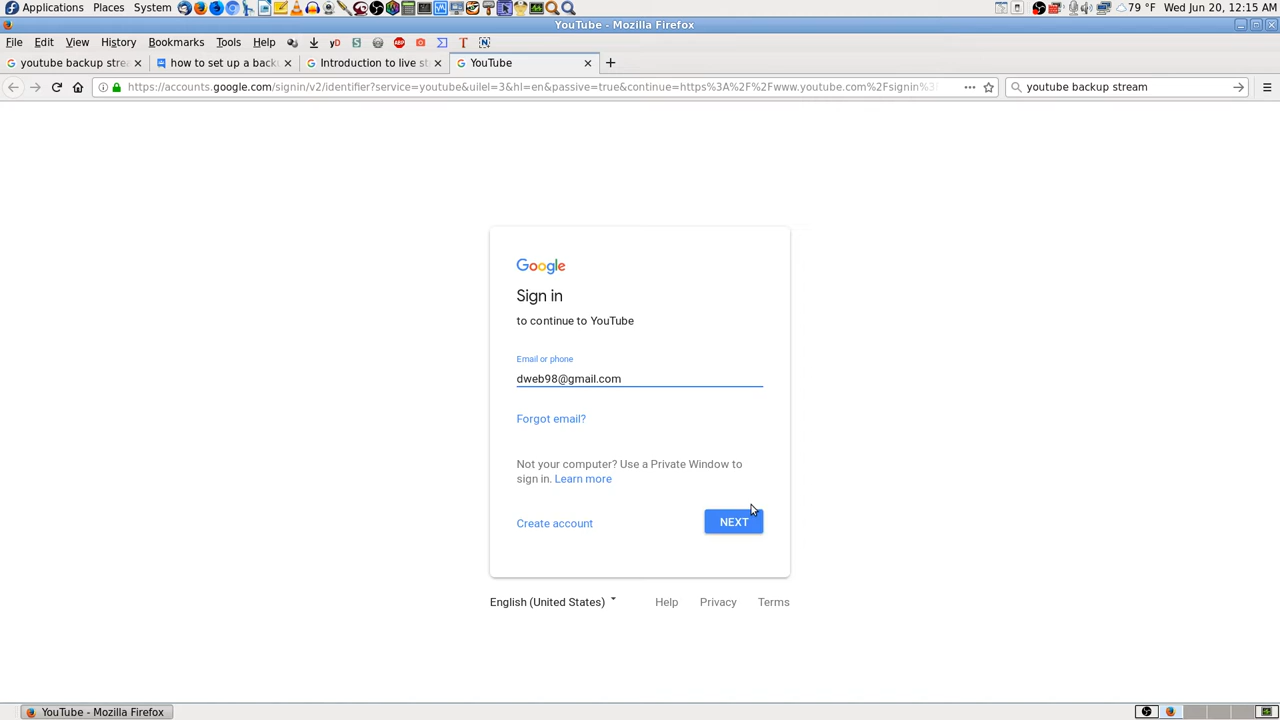 Applications Places System 79 °F Wed Jun 20, 12:15 AM
YouTube - Mozilla Firefox
File Edit View History Bookmarks Tools Help
youtube backup stre how to set up a back Introduction to live st YouTube
https://accounts.google.com/signin/v2/identifier?service=youtube&uilel=3&hl=en&passive=true&continue=https%3A%2F%2Fwww.youtube.com%2Fsignin%3 youtube backup stream
Google
Sign in
to continue to YouTube
Email or phone
dweb98@gmail.com
Forgot email?
Not your computer? Use a Private Window to
sign in. Learn more
Create account NEXT
English (United States) Help Privacy Terms
YouTube - Mozilla Firefox